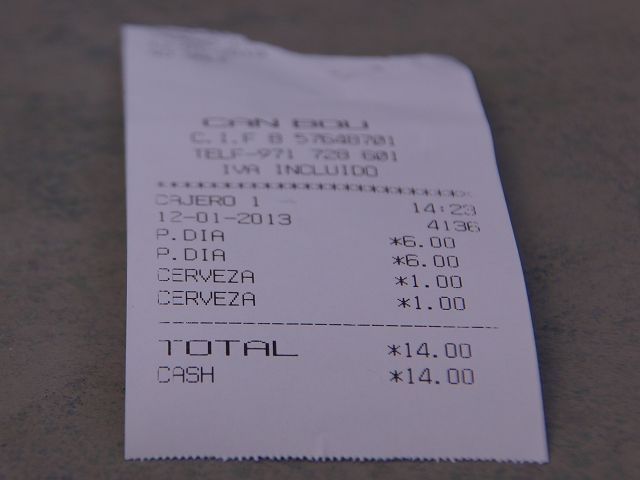 CAN BOU
C.I.F B 57648701
TELF-971 728 601
IVA INCLUIDO
CAJERO 1 14:23
12-01-2013 4136
P.DIA *6.00
P.DIA *6.00
CERVEZA *1.00
CERVEZA *1.00
TOTAL *14.00
CASH *14.00